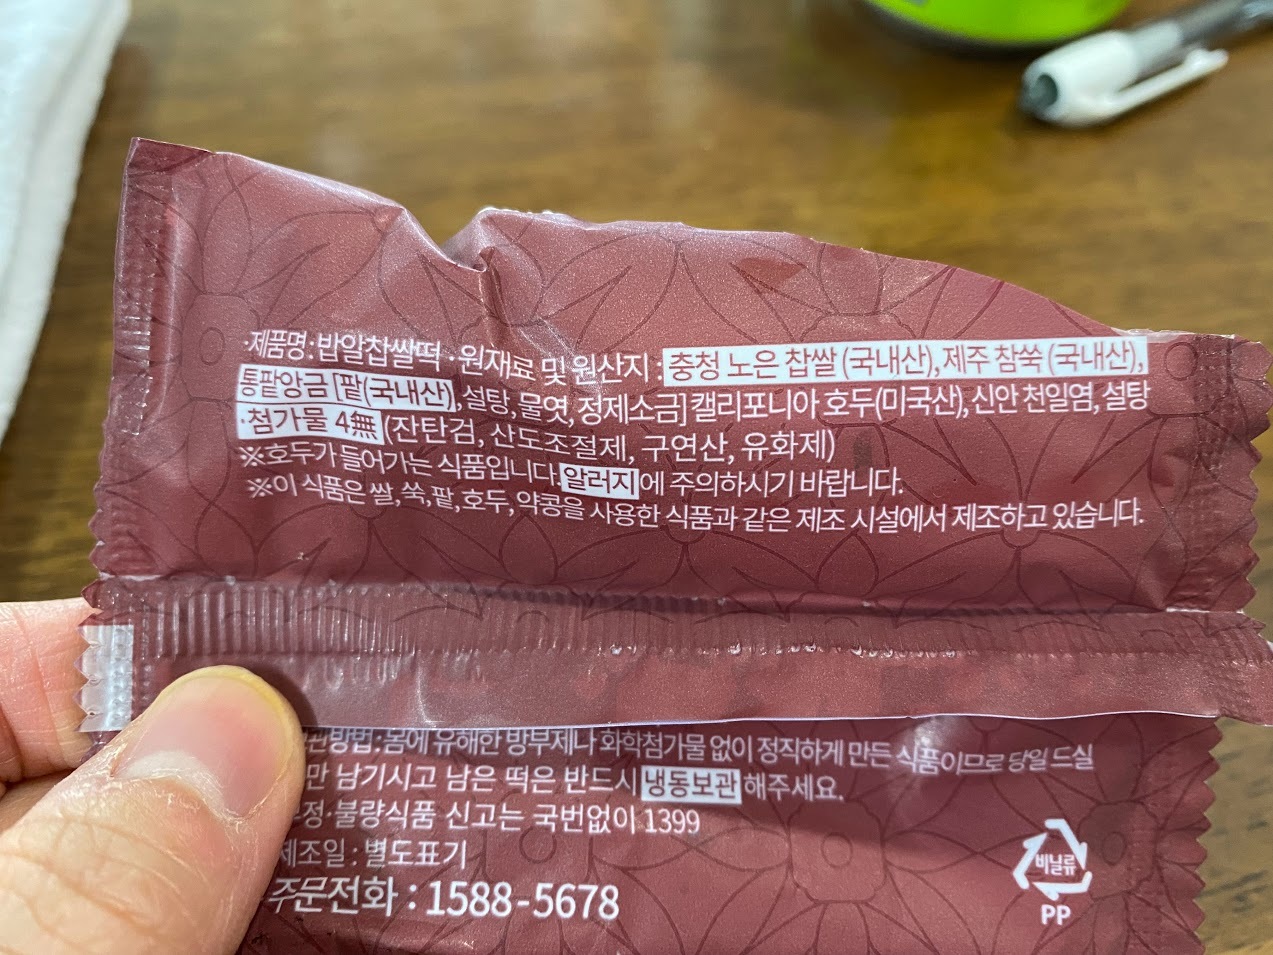 ·제품명:밥알찹쌀떡 ·원재료 및 원산지 : 충청 노은 찹쌀 (국내산), 제주 참쑥 (국내산),
통팥앙금 [팥(국내산), 설탕, 물엿, 정제소금] 캘리포니아 호두(미국산), 신안 천일염, 설탕
·첨가물 4無 (잔탄검, 산도조절제, 구연산, 유화제)
※호두가 들어가는 식품입니다. 알러지에 주의하시기 바랍니다.
※이 식품은 쌀, 쑥, 팥, 호두, 약콩을 사용한 식품과 같은 제조 시설에서 제조하고 있습니다.
관방법 : 몸에 유해한 방부제나 화학첨가물 없이 정직하게 만든 식품이므로 당일 드실
만 남기시고 남은 떡은 반드시 냉동보관 해주세요.
정·불량식품 신고는 국번없이 1399
제조일 : 별도표기
주문전화 : 1588-5678
비닐류
PP